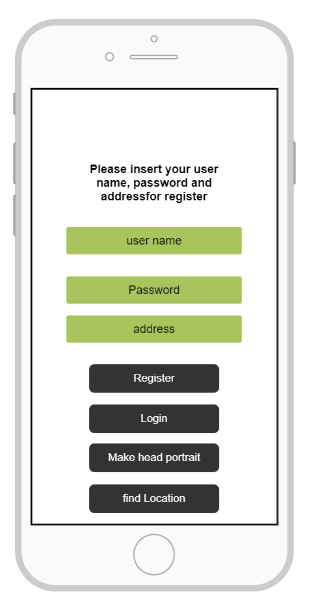 Please insert your user
name, password and
addressfor register
user name
Password
address
Register
Login
Make head portrait
find Location